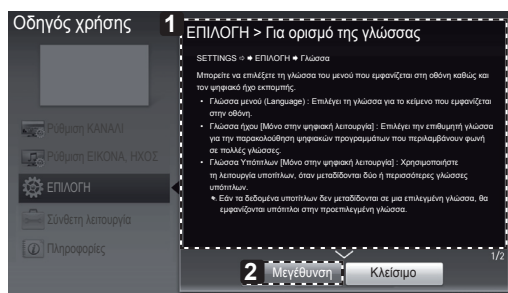 Οδηγός χρήσης
1
ΕΠΙΛΟΓΗ > Για ορισμό της γλώσσας
SETTINGS ⇨ ➡ ΕΠΙΛΟΓΗ ➡ Γλώσσα
Μπορείτε να επιλέξετε τη γλώσσα του μενού που εμφανίζεται στη οθόνη καθώς και
τον ψηφιακό ήχο εκπομπής.
• Γλώσσα μενού (Language) : Επιλέγει τη γλώσσα για το κείμενο που εμφανίζεται
στην οθόνη.
• Γλώσσα ήχου [Μόνο στην ψηφιακή λειτουργία] : Επιλέγει την επιθυμητή γλώσσα
για την παρακολούθηση ψηφιακών προγραμμάτων που περιλαμβάνουν φωνή
σε πολλές γλώσσες.
• Γλώσσα Υπότιτλων [Μόνο στην ψηφιακή λειτουργία] : Χρησιμοποιήστε
τη λειτουργία υποτίτλων, όταν μεταδίδονται δύο ή περισσότερες γλώσσες
υπότιτλων.
Εάν τα δεδομένα υποτίτλων δεν μεταδίδονται σε μια επιλεγμένη γλώσσα, θα
εμφανίζονται υπότιτλοι στην προεπιλεγμένη γλώσσα.
Ρύθμιση ΚΑΝΑΛΙ
Ρύθμιση ΕΙΚΟΝΑ, ΗΧΟΣ
ΕΠΙΛΟΓΗ
Σύνθετη λειτουργία
Πληροφορίες
1/2
2
Μεγέθυνση
Κλείσιμο